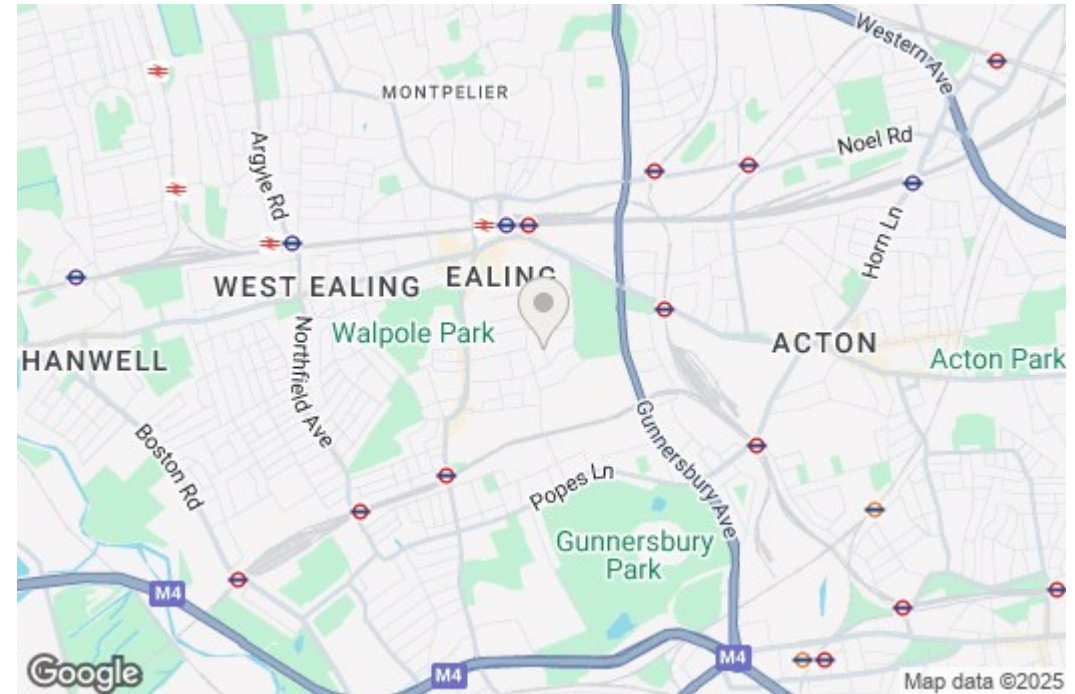 Western Ave
MONTPELIER
Noel Rd
Argyle Rd
Horn Ln
WEST EALING
EALING
Walpole Park
ACTON
HANWELL
Acton Park
Northfield Ave
Gunnersbury Ave
Boston Rd
Popes Ln
Gunnersbury
Park
M4
M4
M4
Google
Map data ©2025